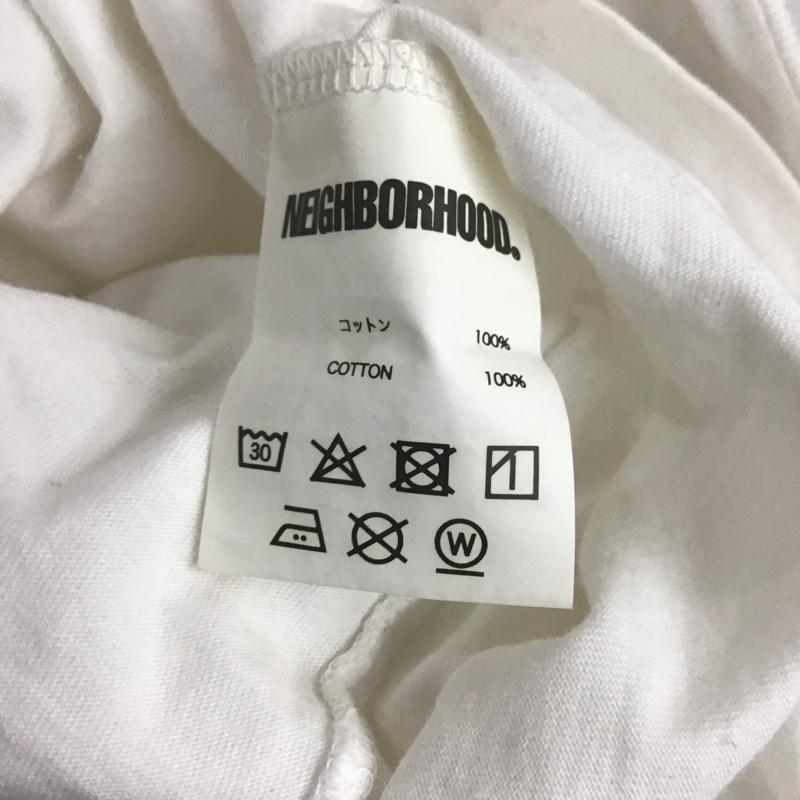 NEIGHBORHOOD.
コットン 100%
COTTON 100%
30
W